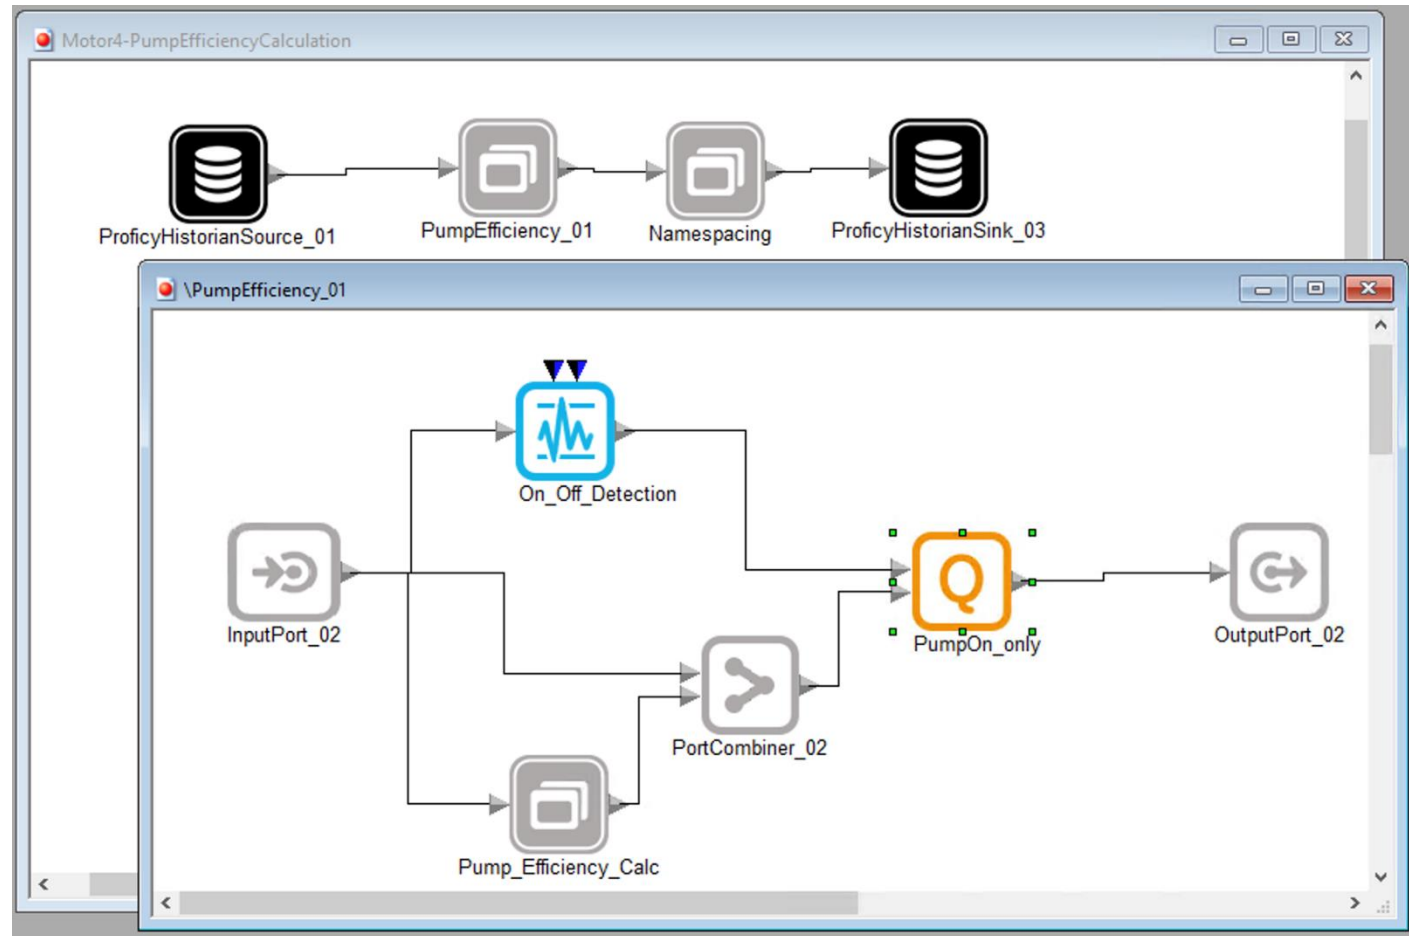 Motor4-PumpEfficiencyCalculation
ProficyHistorianSource_01
PumpEfficiency_01
Namespacing
ProficyHistorianSink_03
\PumpEfficiency_01
On_Off_Detection
InputPort_02
Q
PumpOn_only
OutputPort_02
PortCombiner_02
Pump_Efficiency_Calc